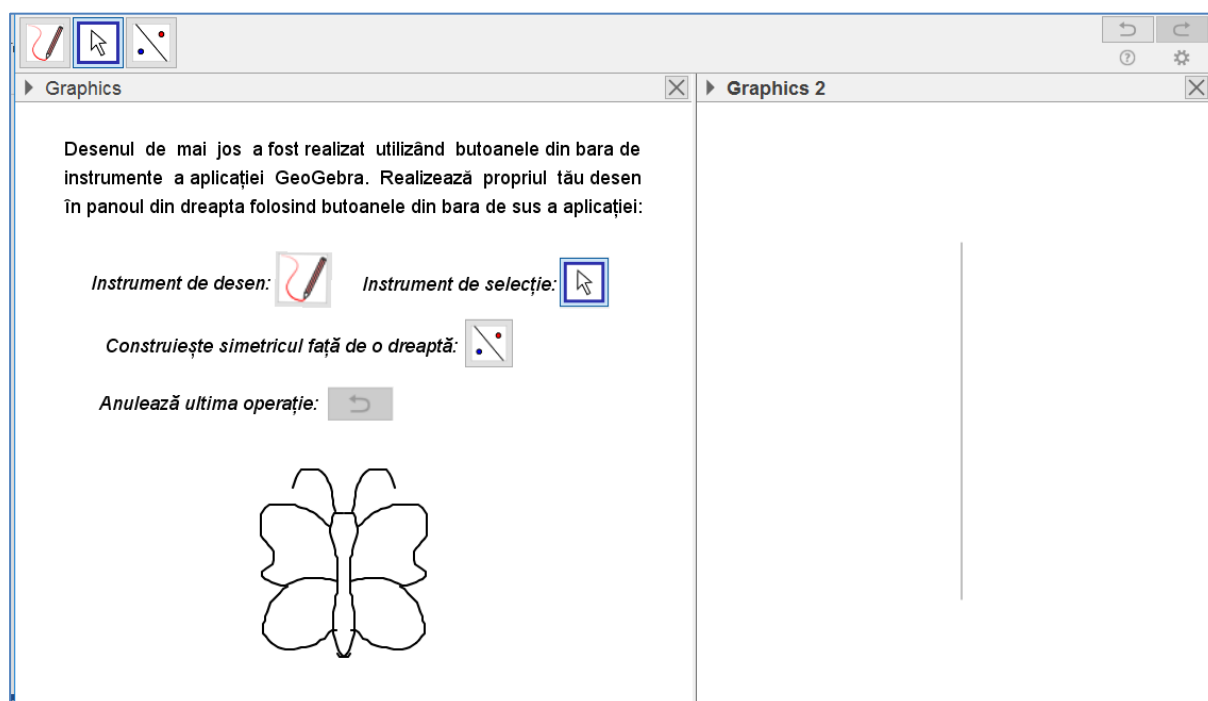 Graphics
Graphics 2
Desenul de mai jos a fost realizat utilizând butoanele din bara de
instrumente a aplicației GeoGebra. Realizează propriul tău desen
în panoul din dreapta folosind butoanele din bara de sus a aplicației:
Instrument de desen:
Instrument de selecție:
Construiește simetricul față de o dreaptă:
Anulează ultima operație: